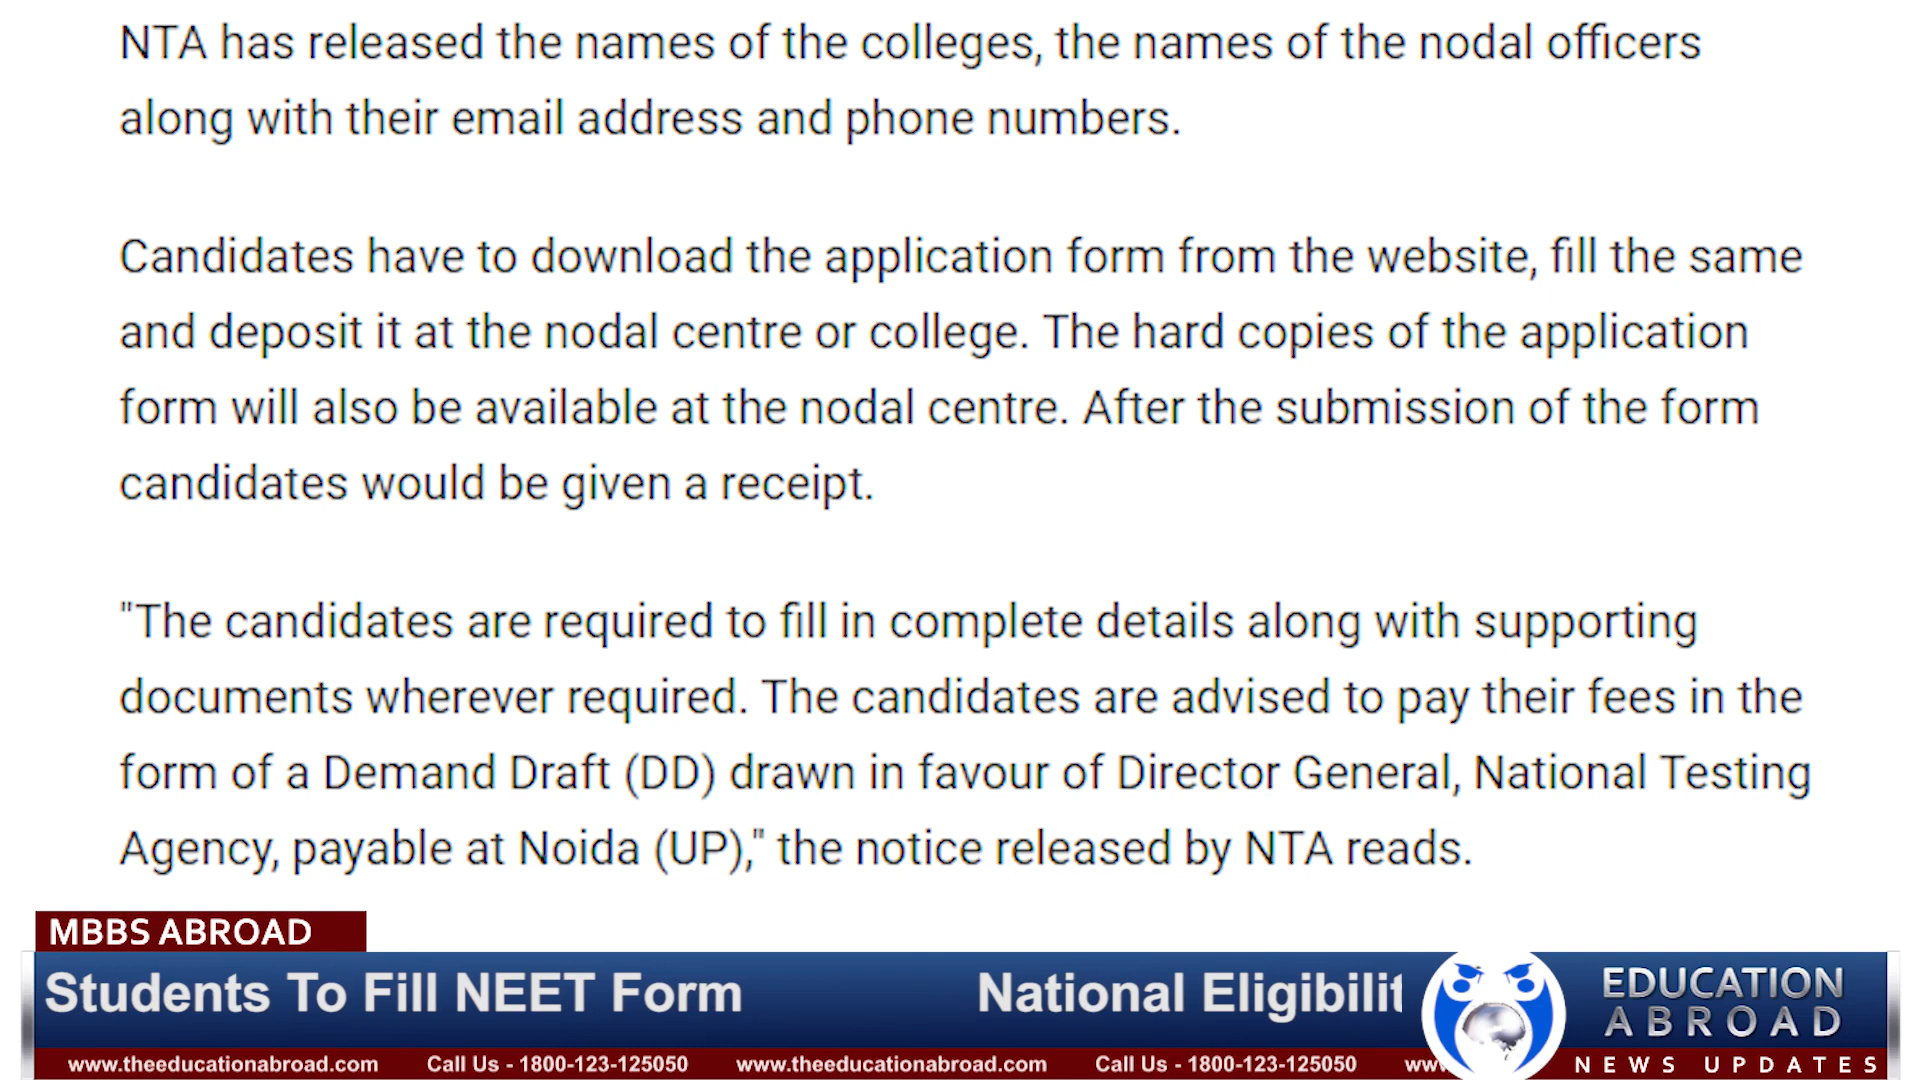 NTA has released the names of the colleges, the names of the nodal officers
along with their email address and phone numbers.
Candidates have to download the application form from the website, fill the same
and deposit it at the nodal centre or college. The hard copies of the application
form will also be available at the nodal centre. After the submission of the form
candidates would be given a receipt.
"The candidates are required to fill in complete details along with supporting
documents wherever required. The candidates are advised to pay their fees in the
form of a Demand Draft (DD) drawn in favour of Director General, National Testing
Agency, payable at Noida (UP)," the notice released by NTA reads.
MBBS ABROAD
Students To Fill NEET Form National Eligibilit
EDUCATION
ABROAD
www.theeducationabroad.com Call Us - 1800-123-125050 www.theeducationabroad.com Call Us - 1800-123-125050 www
NEWS UPDATES